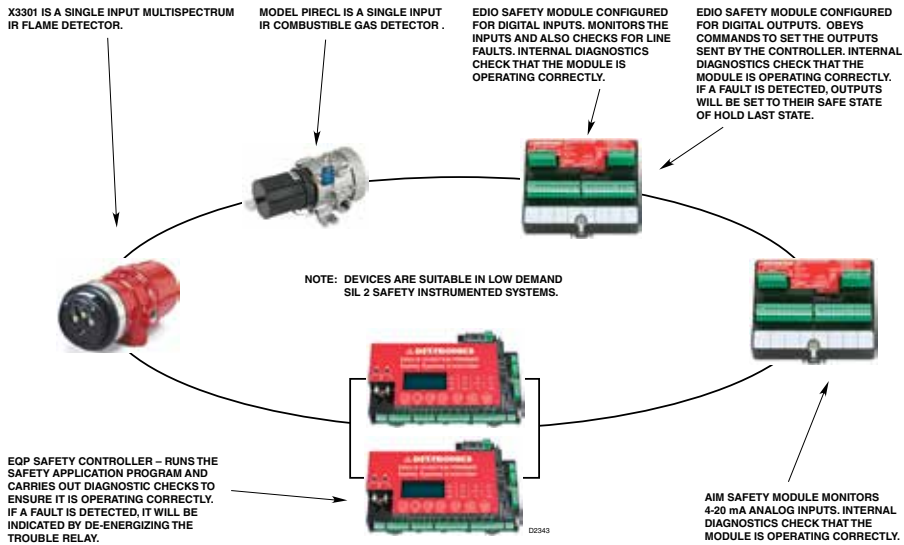 X3301 IS A SINGLE INPUT MULTISPECTRUM
IR FLAME DETECTOR.
MODEL PIRECL IS A SINGLE INPUT
IR COMBUSTIBLE GAS DETECTOR .
EDIO SAFETY MODULE CONFIGURED
FOR DIGITAL INPUTS. MONITORS THE
INPUTS AND ALSO CHECKS FOR LINE
FAULTS. INTERNAL DIAGNOSTICS
CHECK THAT THE MODULE IS
OPERATING CORRECTLY.
EDIO SAFETY MODULE CONFIGURED
FOR DIGITAL OUTPUTS. OBEYS
COMMANDS TO SET THE OUTPUTS
SENT BY THE CONTROLLER. INTERNAL
DIAGNOSTICS CHECK THAT THE
MODULE IS OPERATING CORRECTLY.
IF A FAULT IS DETECTED, OUTPUTS
WILL BE SET TO THEIR SAFE STATE
OF HOLD LAST STATE.
NOTE: DEVICES ARE SUITABLE IN LOW DEMAND
SIL 2 SAFETY INSTRUMENTED SYSTEMS.
DET-TRONICS
DET-TRONICS
EQP SAFETY CONTROLLER – RUNS THE
SAFETY APPLICATION PROGRAM AND
CARRIES OUT DIAGNOSTIC CHECKS TO
ENSURE IT IS OPERATING CORRECTLY.
IF A FAULT IS DETECTED, IT WILL BE
INDICATED BY DE-ENERGIZING THE
TROUBLE RELAY.
D2343
AIM SAFETY MODULE MONITORS
4-20 mA ANALOG INPUTS. INTERNAL
DIAGNOSTICS CHECK THAT THE
MODULE IS OPERATING CORRECTLY.